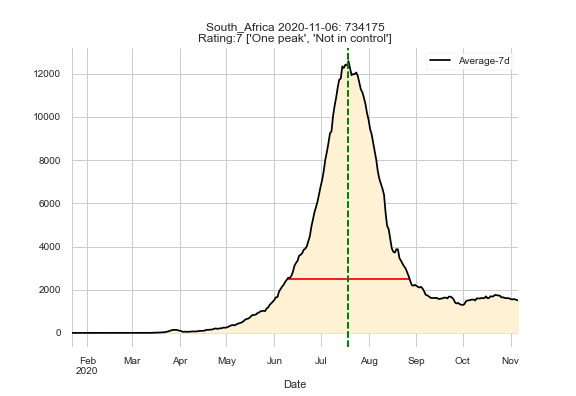 South_Africa 2020-11-06: 734175
Rating:7 ['One peak', 'Not in control']
Average-7d
12000
10000
8000
6000
4000
2000
0
Feb Mar Apr May Jun Jul Aug Sep Oct Nov
2020
Date